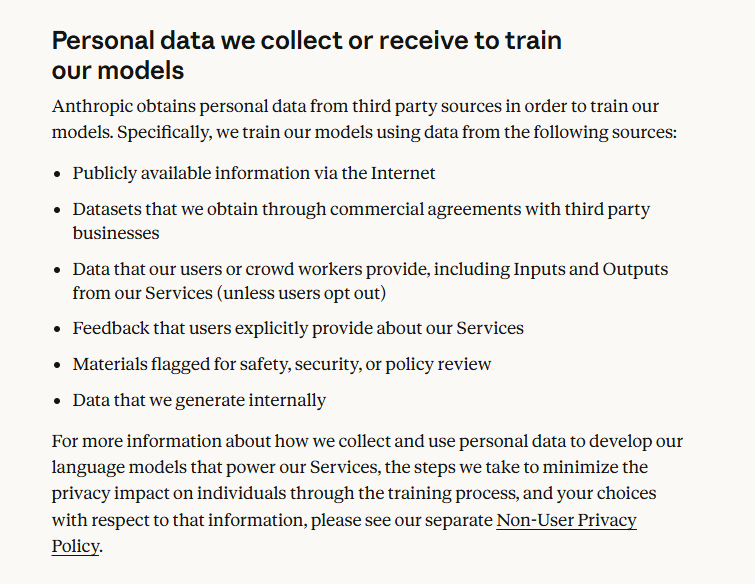 Personal data we collect or receive to train
our models
Anthropic obtains personal data from third party sources in order to train our
models. Specifically, we train our models using data from the following sources:
• Publicly available information via the Internet
• Datasets that we obtain through commercial agreements with third party
businesses
• Data that our users or crowd workers provide, including Inputs and Outputs
from our Services (unless users opt out)
• Feedback that users explicitly provide about our Services
• Materials flagged for safety, security, or policy review
• Data that we generate internally
For more information about how we collect and use personal data to develop our
language models that power our Services, the steps we take to minimize the
privacy impact on individuals through the training process, and your choices
with respect to that information, please see our separate Non-User Privacy
Policy.